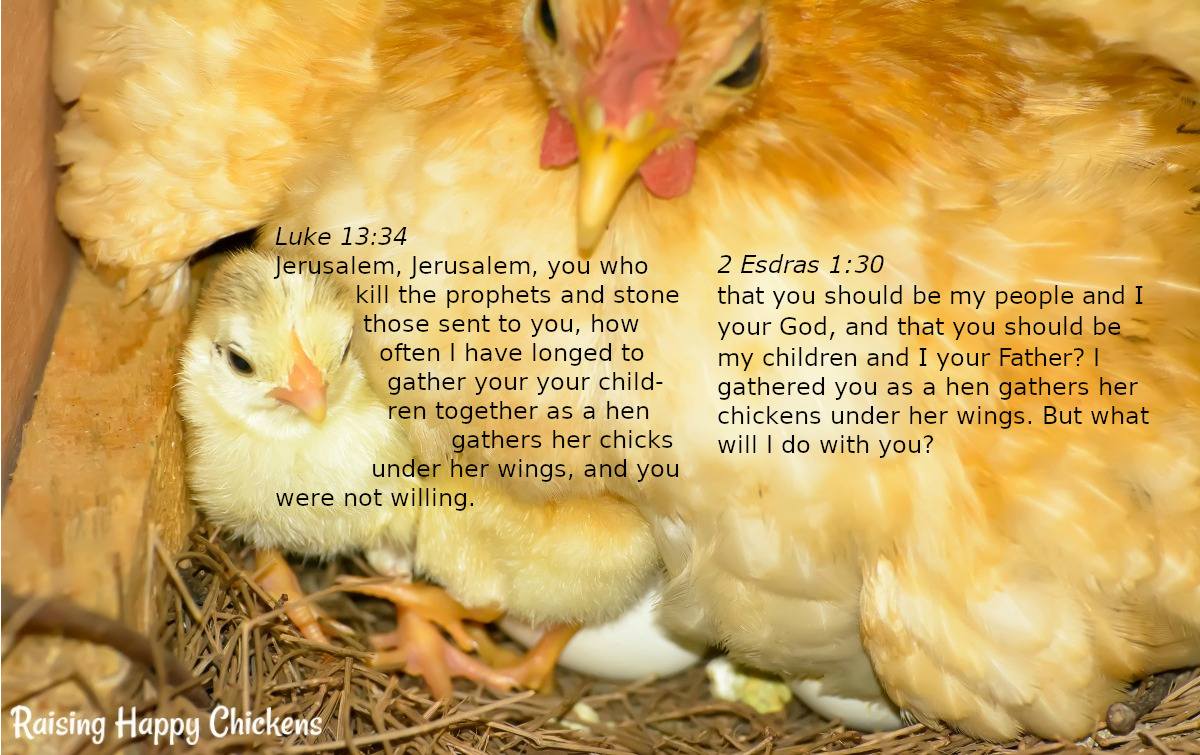 Luke 13:34
Jerusalem, Jerusalem, you who
kill the prophets and stone
those sent to you, how
often I have longed to
gather your your child-
ren together as a hen
gathers her chicks
under her wings, and you
were not willing.
2 Esdras 1:30
that you should be my people and I
your God, and that you should be
my children and I your Father? I
gathered you as a hen gathers her
chickens under her wings. But what
will I do with you?
Raising Happy Chickens